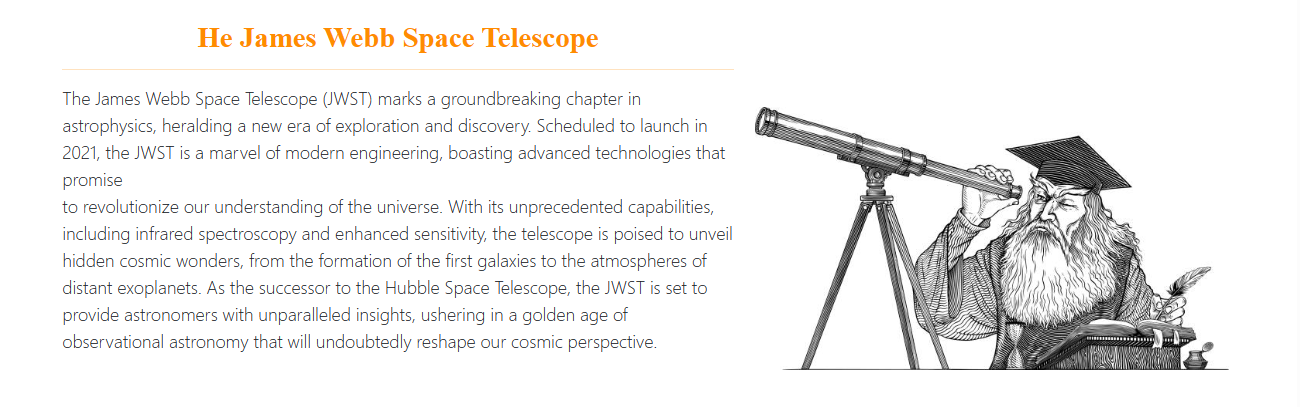 He James Webb Space Telescope
The James Webb Space Telescope (JWST) marks a groundbreaking chapter in
astrophysics, heralding a new era of exploration and discovery. Scheduled to launch in
2021, the JWST is a marvel of modern engineering, boasting advanced technologies that
promise
to revolutionize our understanding of the universe. With its unprecedented capabilities,
including infrared spectroscopy and enhanced sensitivity, the telescope is poised to unveil
hidden cosmic wonders, from the formation of the first galaxies to the atmospheres of
distant exoplanets. As the successor to the Hubble Space Telescope, the JWST is set to
provide astronomers with unparalleled insights, ushering in a golden age of
observational astronomy that will undoubtedly reshape our cosmic perspective.